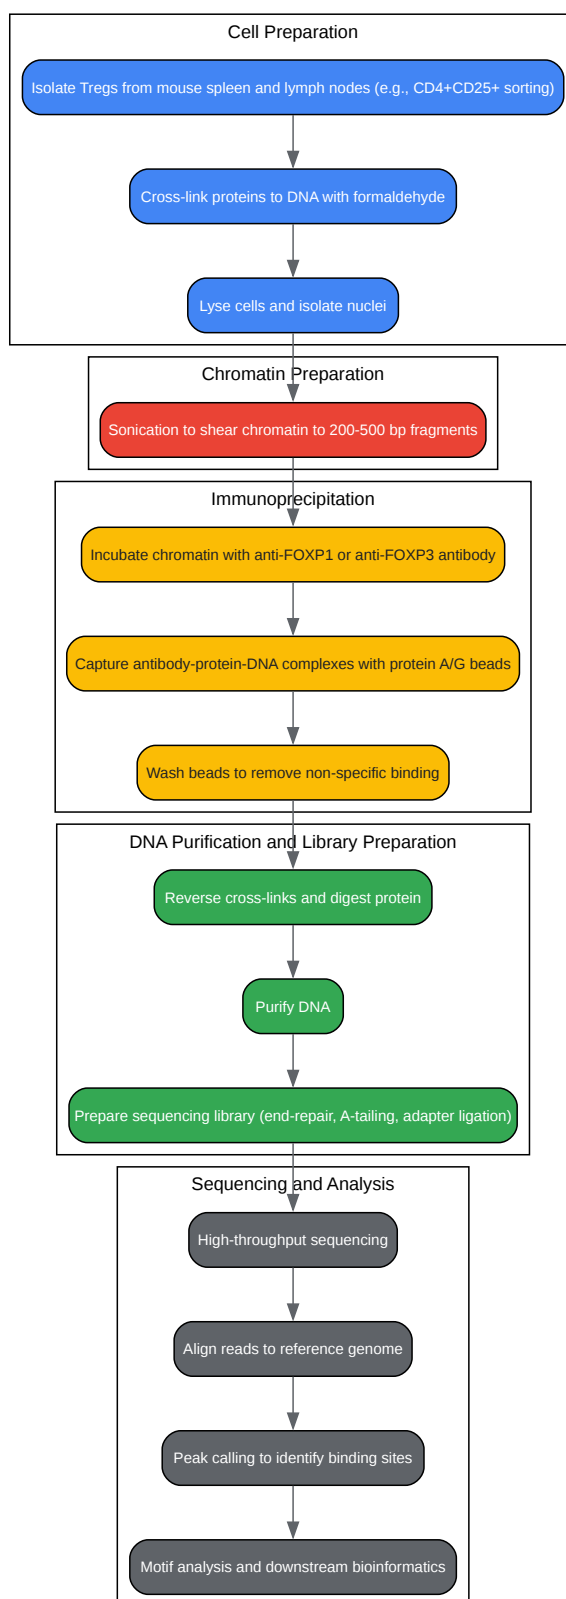 Cell Preparation
Isolate Tregs from mouse spleen and lymph nodes (e.g., CD4+CD25+ sorting)
Cross-link proteins to DNA with formaldehyde
Lyse cells and isolate nuclei
Chromatin Preparation
Sonication to shear chromatin to 200-500 bp fragments
Immunoprecipitation
Incubate chromatin with anti-FOXP1 or anti-FOXP3 antibody
Capture antibody-protein-DNA complexes with protein A/G beads
Wash beads to remove non-specific binding
DNA Purification and Library Preparation
Reverse cross-links and digest protein
Purify DNA
Prepare sequencing library (end-repair, A-tailing, adapter ligation)
Sequencing and Analysis
High-throughput sequencing
Align reads to reference genome
Peak calling to identify binding sites
Motif analysis and downstream bioinformatics